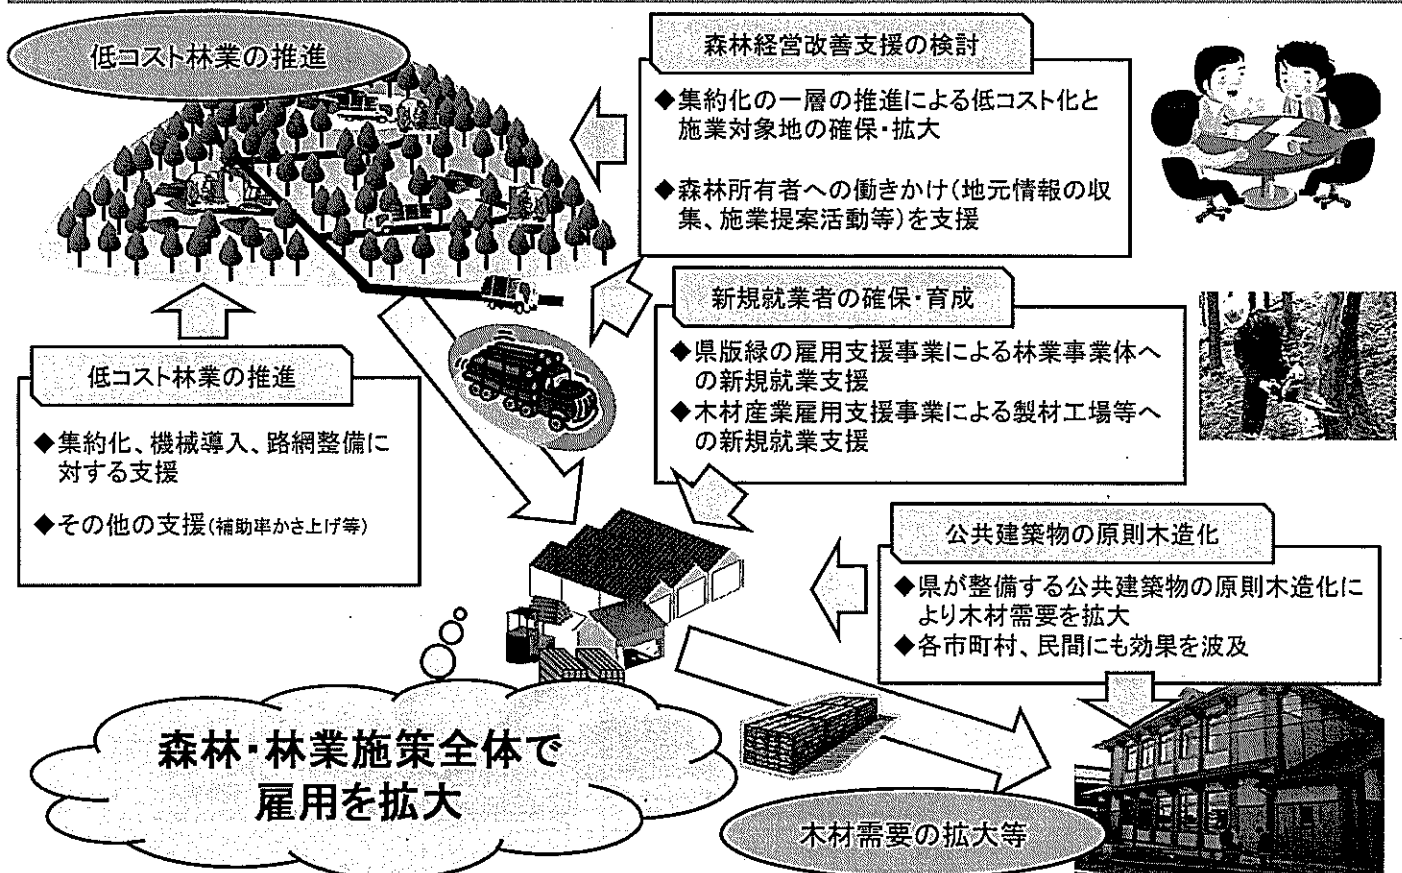 低コスト林業の推進
森林経営改善支援の検討
◆集約化の一層の推進による低コスト化と
施業対象地の確保・拡大
◆森林所有者への働きかけ(地元情報の収
集、施業提案活動等)を支援
新規就業者の確保・育成
◆県版緑の雇用支援事業による林業事業体へ
の新規就業支援
◆木材産業雇用支援事業による製材工場等へ
の新規就業支援
低コスト林業の推進
◆集約化、機械導入、路網整備に
対する支援
◆その他の支援(補助率かさ上げ等)
公共建築物の原則木造化
◆県が整備する公共建築物の原則木造化に
より木材需要を拡大
◆各市町村、民間にも効果を波及
森林・林業施策全体で
雇用を拡大
木材需要の拡大等